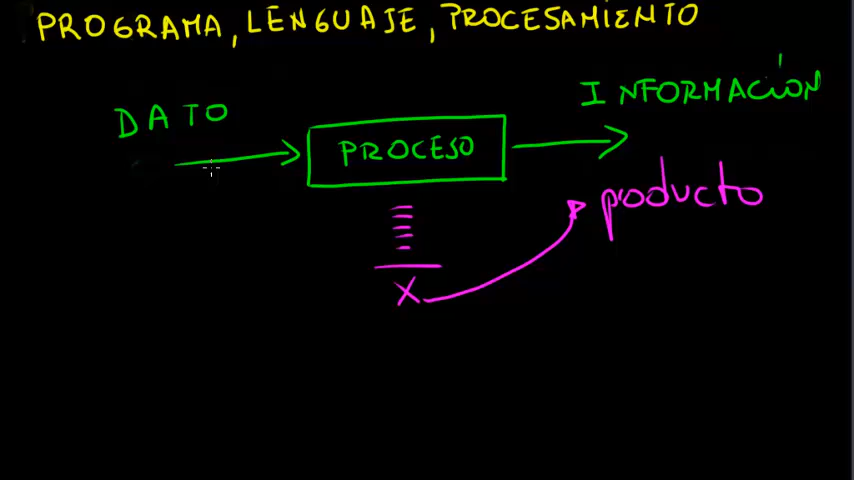 PROGRAMA, LENGUAJE, PROCESAMIENTO
DATO
PROCESO
INFORMACIÓN
producto
X